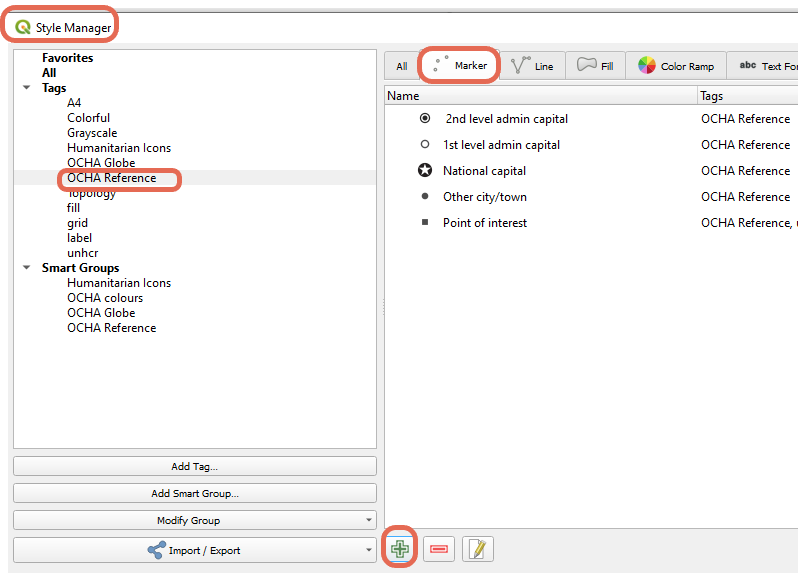 Style Manager
Favorites
All
Tags
A4
Colorful
Grayscale
Humanitarian Icons
OCHA Globe
OCHA Reference
Topology
fill
grid
label
unhcr
Smart Groups
Humanitarian Icons
OCHA colours
OCHA Globe
OCHA Reference
Add Tag...
Add Smart Group...
Modify Group
Import / Export
All Marker Line Fill Color Ramp abc Text For
Name Tags
2nd level admin capital OCHA Reference
1st level admin capital OCHA Reference
National capital OCHA Reference
Other city/town OCHA Reference
Point of interest OCHA Reference,